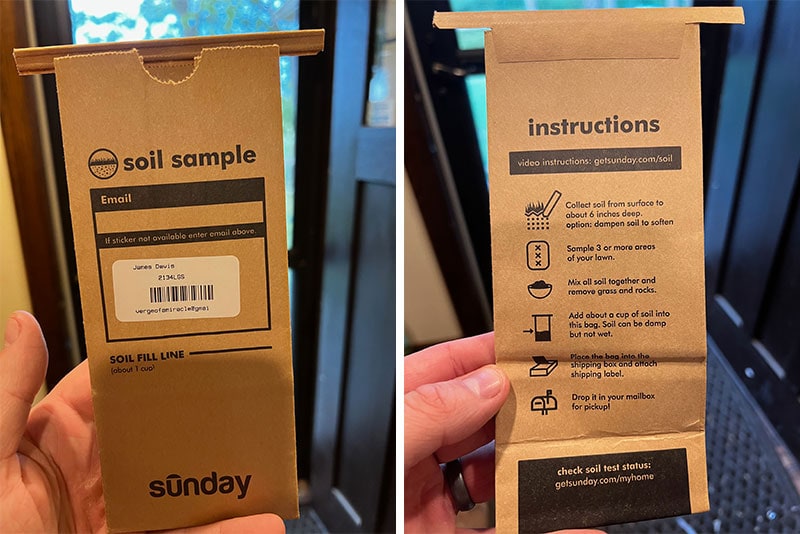 soil sample
Email
If sticker not available enter email above.
James Davis
2134LGS
vergeofamiracle@gmai
SOIL FILL LINE
(about 1 cup)
sunday
instructions
video instructions: getsunday.com/soil
Collect soil from surface to
about 6 inches deep.
option: dampen soil to soften
Sample 3 or more areas
of your lawn.
Mix all soil together and
remove grass and rocks.
Add about a cup of soil into
this bag. Soil can be damp
but not wet.
Place the bag into the
shipping box and attach
shipping label.
Drop it in your mailbox
for pickup!
check soil test status:
getsunday.com/myhome